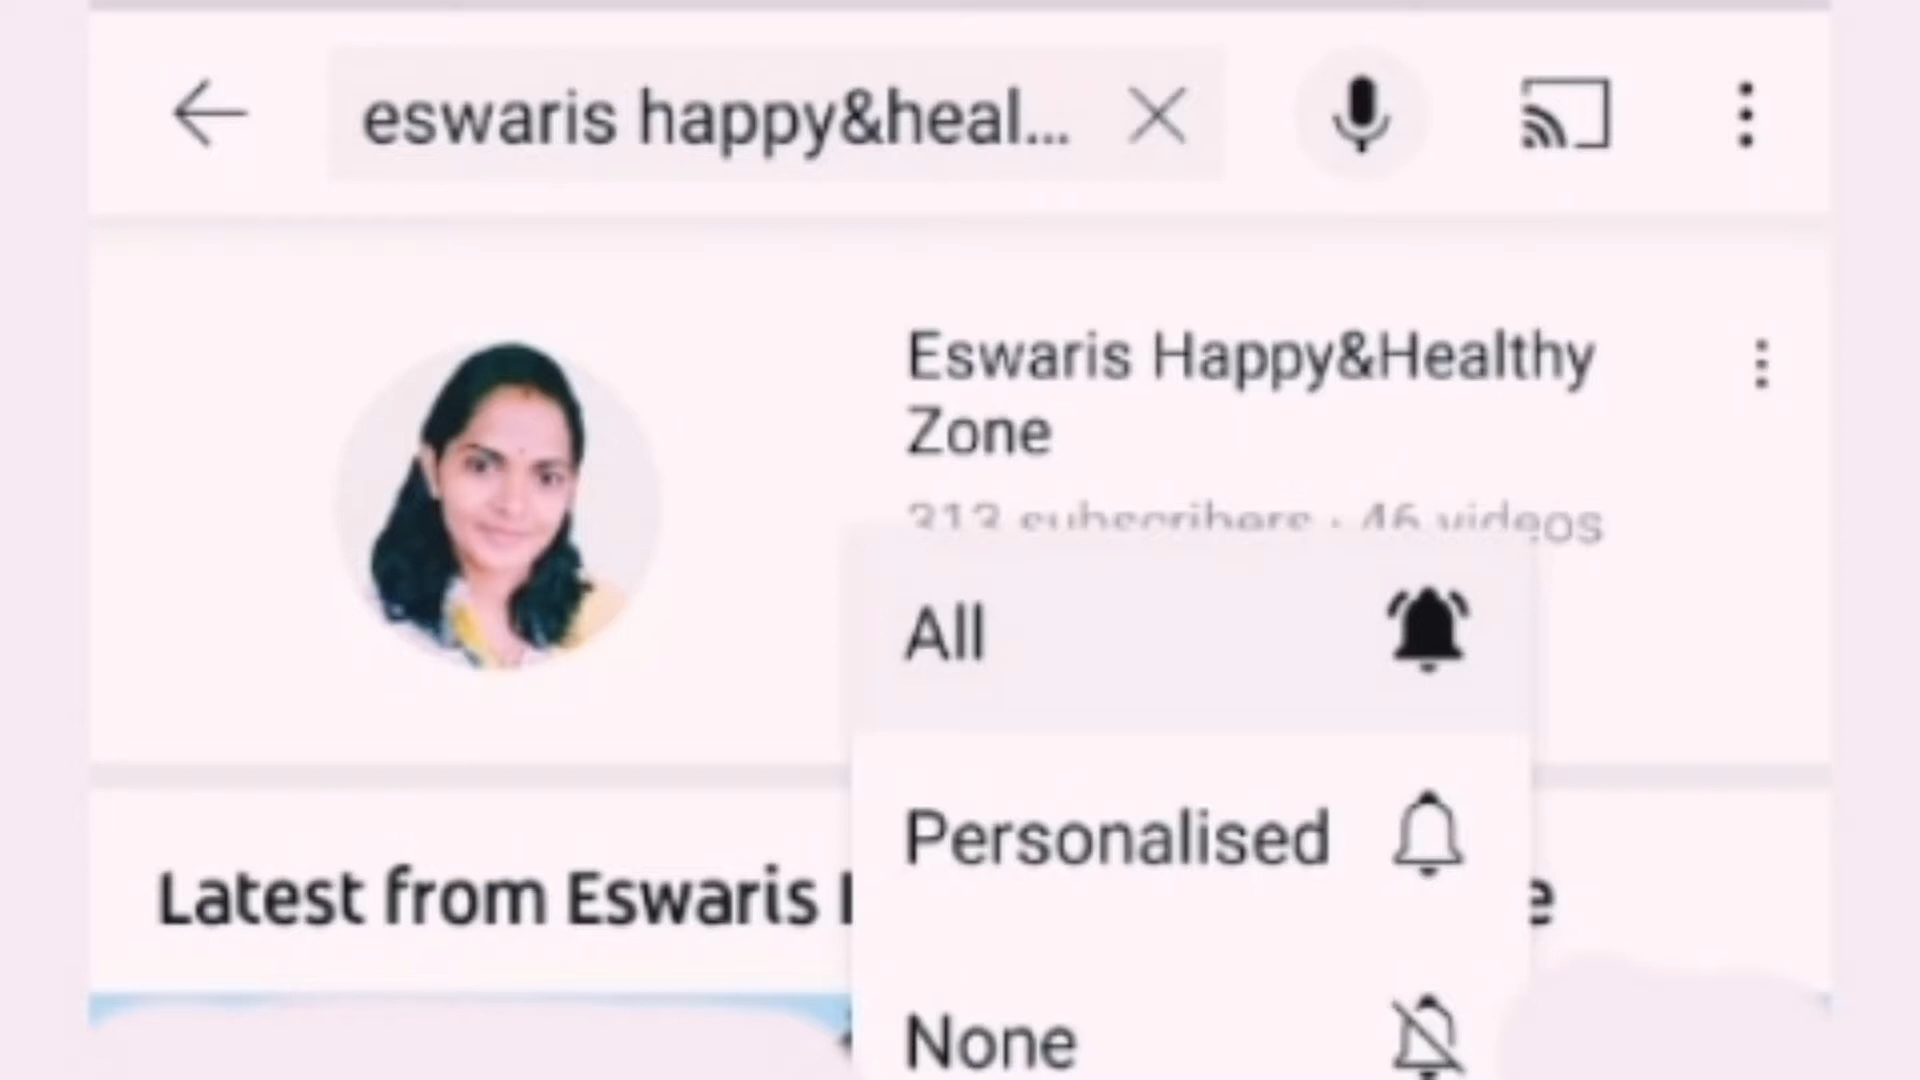 eswaris happy&heal...
Eswaris Happy&Healthy
Zone
313 subscribers · 46 videos
All
Personalised
Latest from Eswaris
None